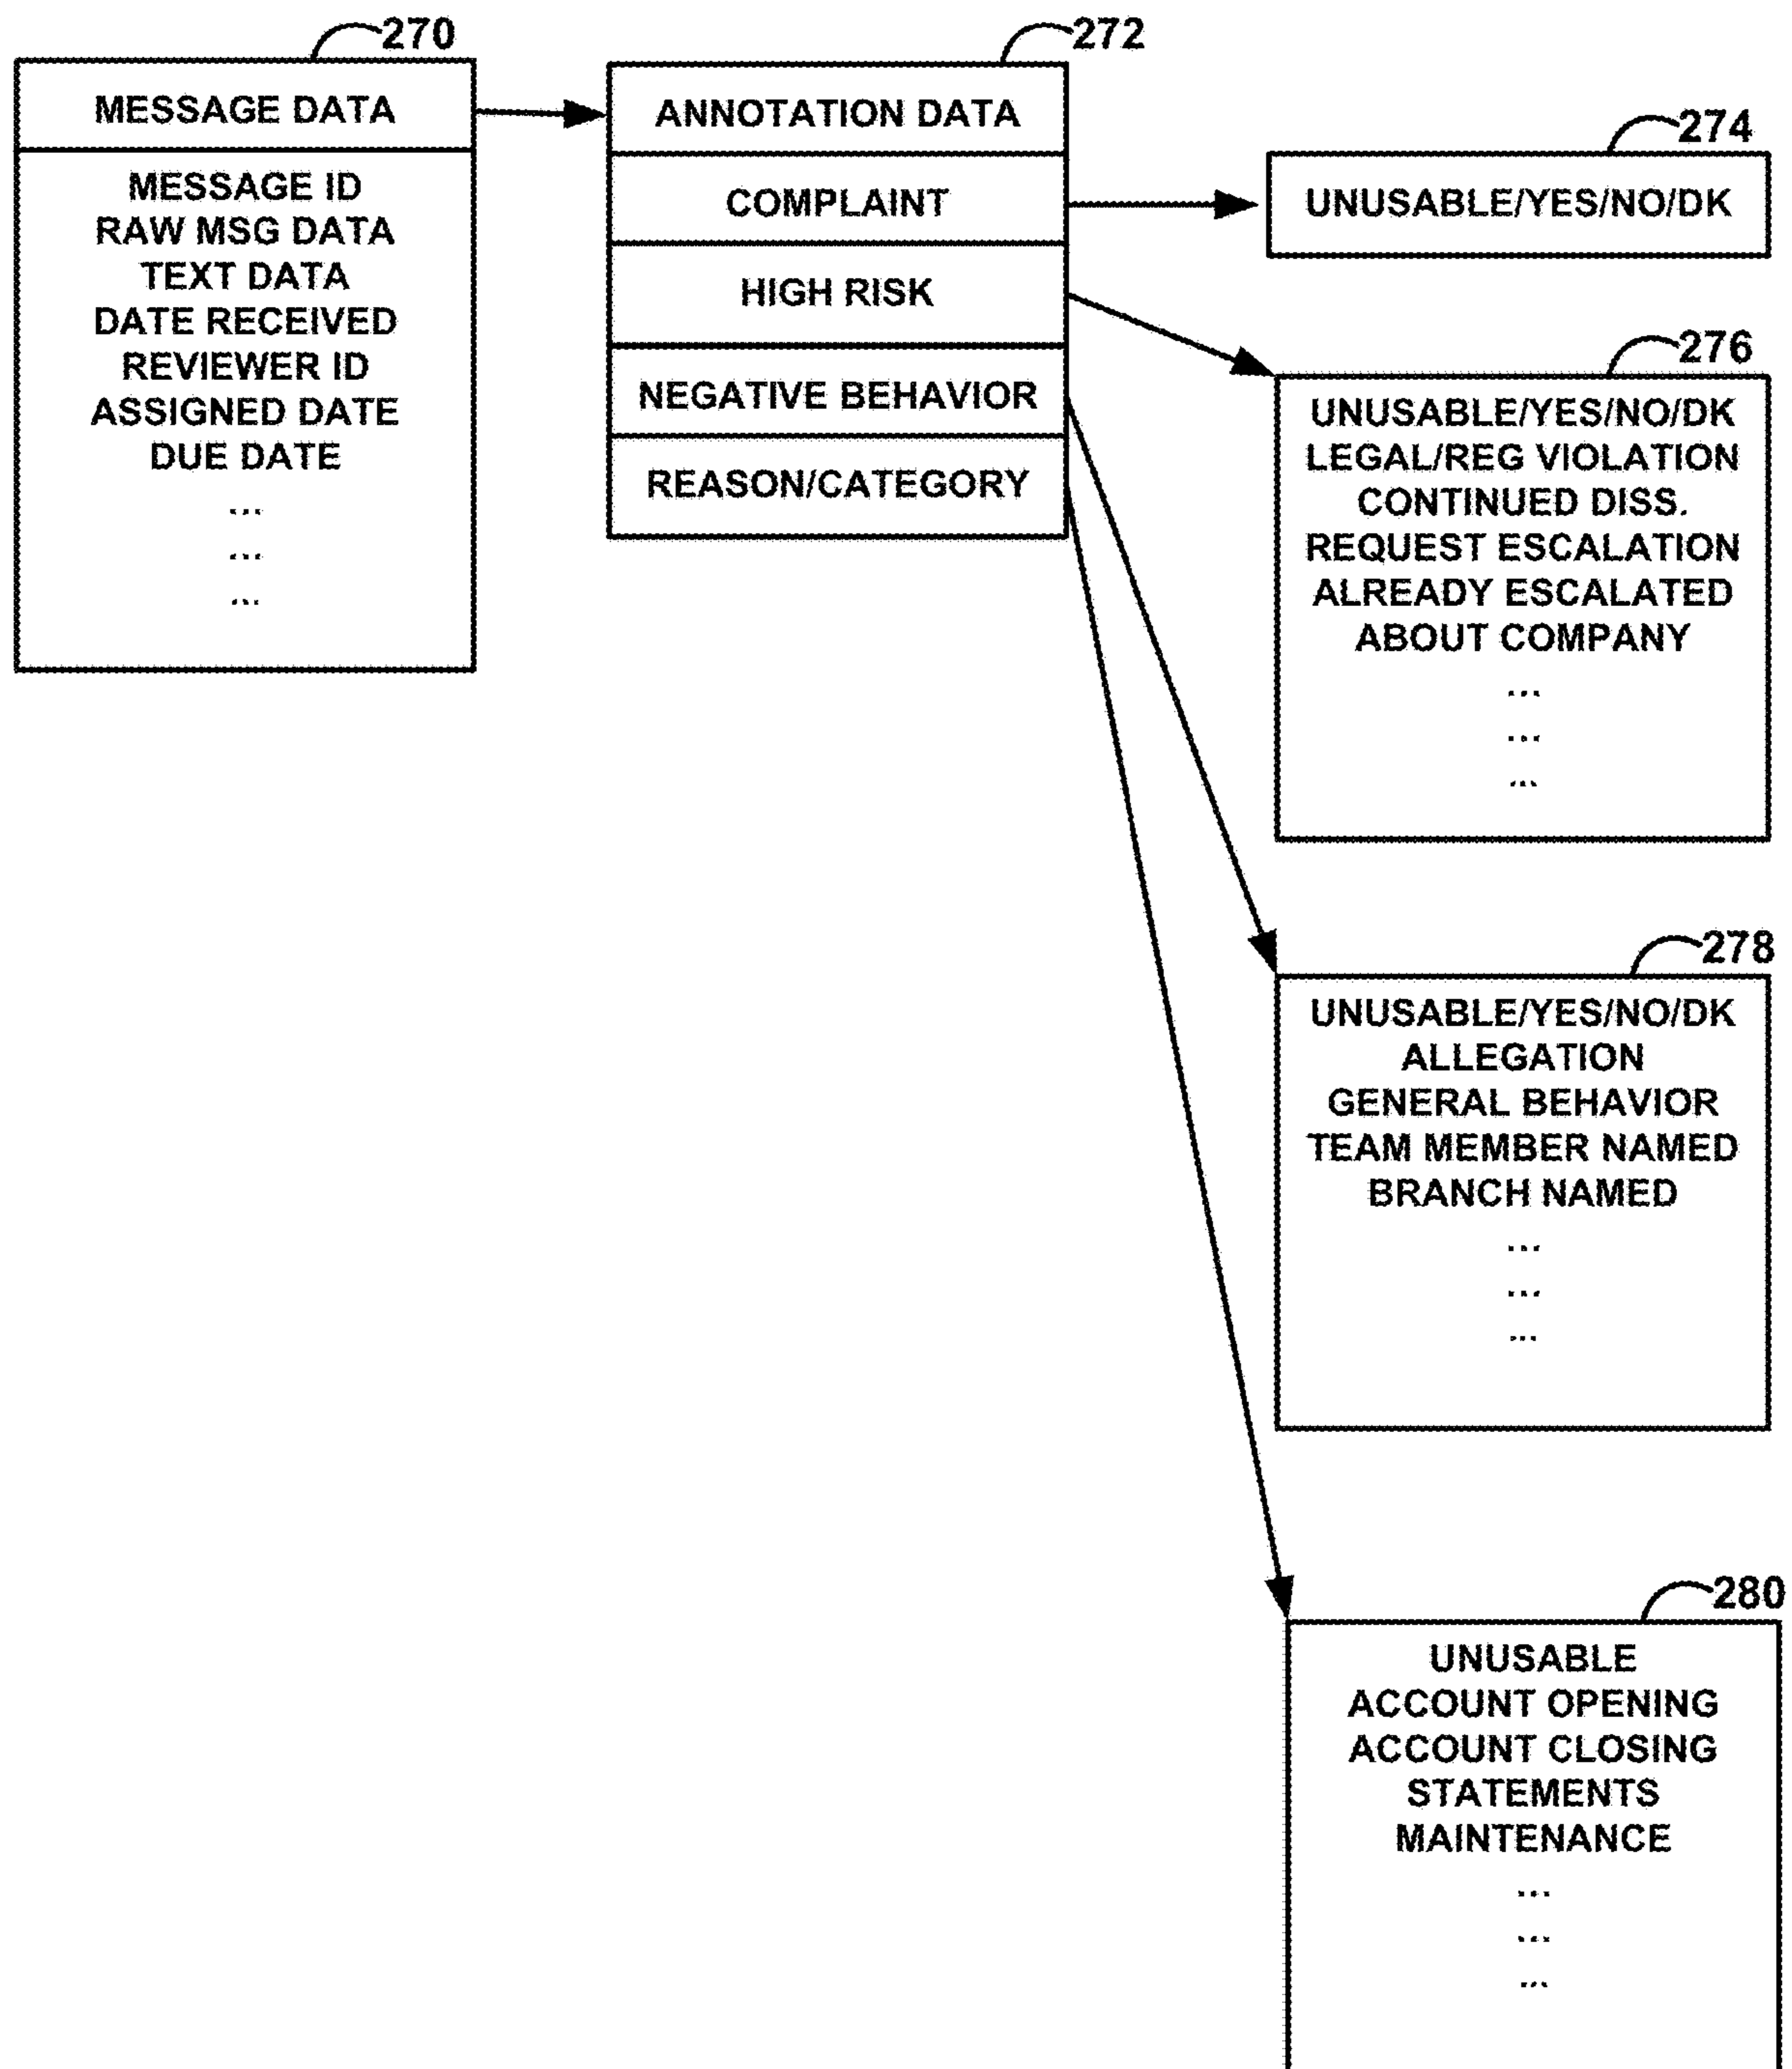 270
MESSAGE DATA
MESSAGE ID
RAW MSG DATA
TEXT DATA
DATE RECEIVED
REVIEWER ID
ASSIGNED DATE
DUE DATE
...
...
...
272
ANNOTATION DATA
COMPLAINT
HIGH RISK
NEGATIVE BEHAVIOR
REASON/CATEGORY
274
UNUSABLE/YES/NO/DK
276
UNUSABLE/YES/NO/DK
LEGAL/REG VIOLATION
CONTINUED DISS.
REQUEST ESCALATION
ALREADY ESCALATED
ABOUT COMPANY
...
...
...
278
UNUSABLE/YES/NO/DK
ALLEGATION
GENERAL BEHAVIOR
TEAM MEMBER NAMED
BRANCH NAMED
...
...
...
280
UNUSABLE
ACCOUNT OPENING
ACCOUNT CLOSING
STATEMENTS
MAINTENANCE
...
...
...